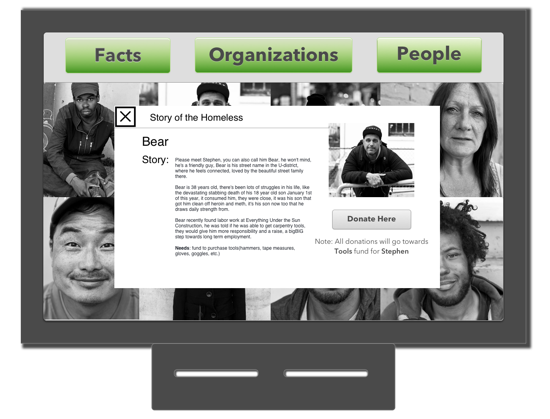 Facts
Organizations
People
Story of the Homeless
Bear
Story:
Please meet Stephen, you can also call him Bear, he won't mind,
he's a friendly guy. Bear is his street name in the U-district,
where he feels connected, loved by the beautiful street family
there.
Bear is 38 years old, there's been lots of struggles in his life, like
the devastating stabbing death of his 18 year old son January 1st
of this year, it consumed him, they were close, it was his son that
got him clean off heroin and meth, it's his son now too that he
draws daily strength from.
Bear recently found labor work at Everything Under the Sun
Construction, he was told if he was able to get carpentry tools,
they would give him more responsibility and a raise, a bigBIG
step towards long term employment.
Needs: fund to purchase tools(hammers, tape measures,
gloves, goggles, etc.)
Donate Here
Note: All donations will go towards
Tools fund for Stephen